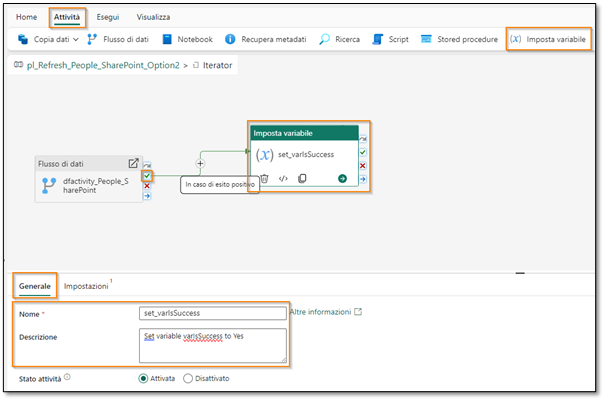 Home Attività Esegui Visualizza
Copia dati Flusso di dati Notebook Recupera metadati Ricerca Script Stored procedure (x) Imposta variabile
pl_Refresh_People_SharePoint_Option2 > Iterator
Imposta variabile
(x) set_varIsSuccess
Flusso di dati
dfactivity_People_S
harePoint
In caso di esito positivo
Generale Impostazioni 1
Nome * set_varIsSuccess Altre informazioni
Descrizione Set variable varIsSuccess to Yes
Stato attività Attivata Disattivato